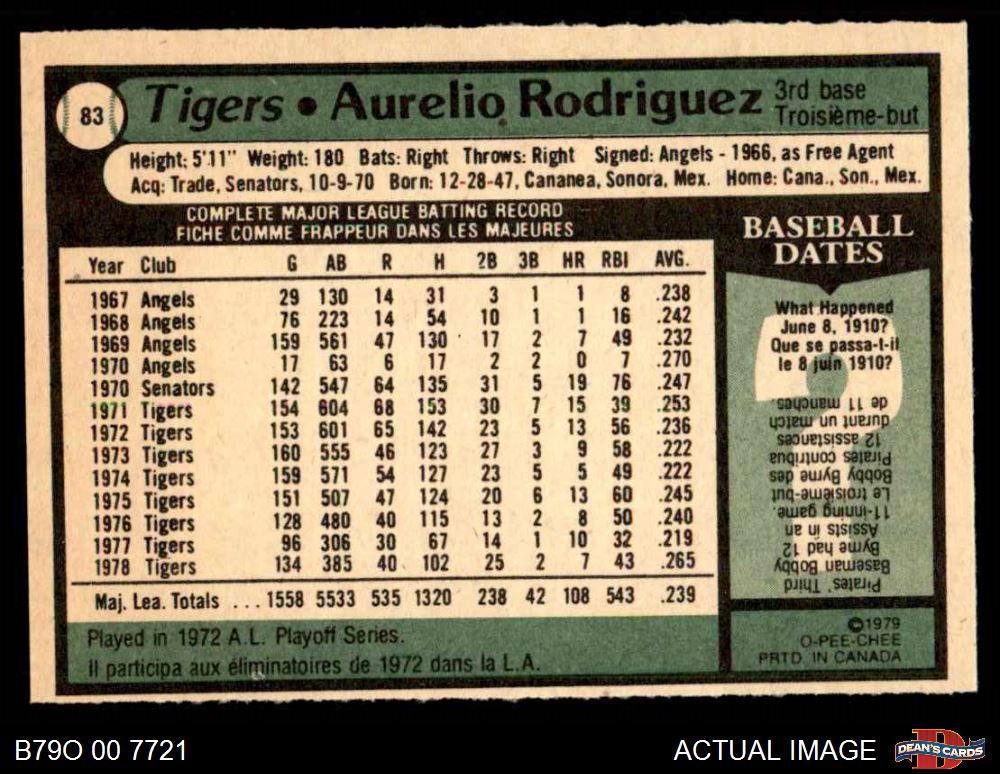 83
Tigers • Aurelio Rodriguez 3rd base
Troisième-but
Height: 5'11" Weight: 180 Bats: Right Throws: Right Signed: Angels - 1966, as Free Agent
Acq: Trade, Senators, 10-9-70 Born: 12-28-47, Cananea, Sonora, Mex. Home: Cana., Son., Mex.
COMPLETE MAJOR LEAGUE BATTING RECORD
FICHE COMME FRAPPEUR DANS LES MAJEURES
Year Club G AB R H 2B 3B HR RBI AVG.
1967 Angels 29 130 14 31 3 1 1 8 .238
1968 Angels 76 223 14 54 10 1 1 16 .242
1969 Angels 159 561 47 130 17 2 7 49 .232
1970 Angels 17 63 6 17 2 2 0 7 .270
1970 Senators 142 547 64 135 31 5 19 76 .247
1971 Tigers 154 604 68 153 30 7 15 39 .253
1972 Tigers 153 601 65 142 23 5 13 56 .236
1973 Tigers 160 555 46 123 27 3 9 58 .222
1974 Tigers 159 571 54 127 23 5 5 49 .222
1975 Tigers 151 507 47 124 20 6 13 60 .245
1976 Tigers 128 480 40 115 13 2 8 50 .240
1977 Tigers 96 306 30 67 14 1 10 32 .219
1978 Tigers 134 385 40 102 25 2 7 43 .265
Maj. Lea. Totals ... 1558 5533 535 1320 238 42 108 543 .239
Played in 1972 A.L. Playoff Series.
Il participa aux éliminatoires de 1972 dans la L.A.
BASEBALL
DATES
What Happened
June 8, 1910?
Que se passa-t-il
le 8 juin 1910?
Pirates' Third
Baseman Bobby
Byrne had 12
Assists in an
11-inning game.
Le troisième-but
Bobby Byrne des
Pirates contribua
12 assistances
durant un match
de 11 manches.
©1979
O-PEE-CHEE
PRTD. IN CANADA
B79O 00 7721
ACTUAL IMAGE
DEAN'S CARDS